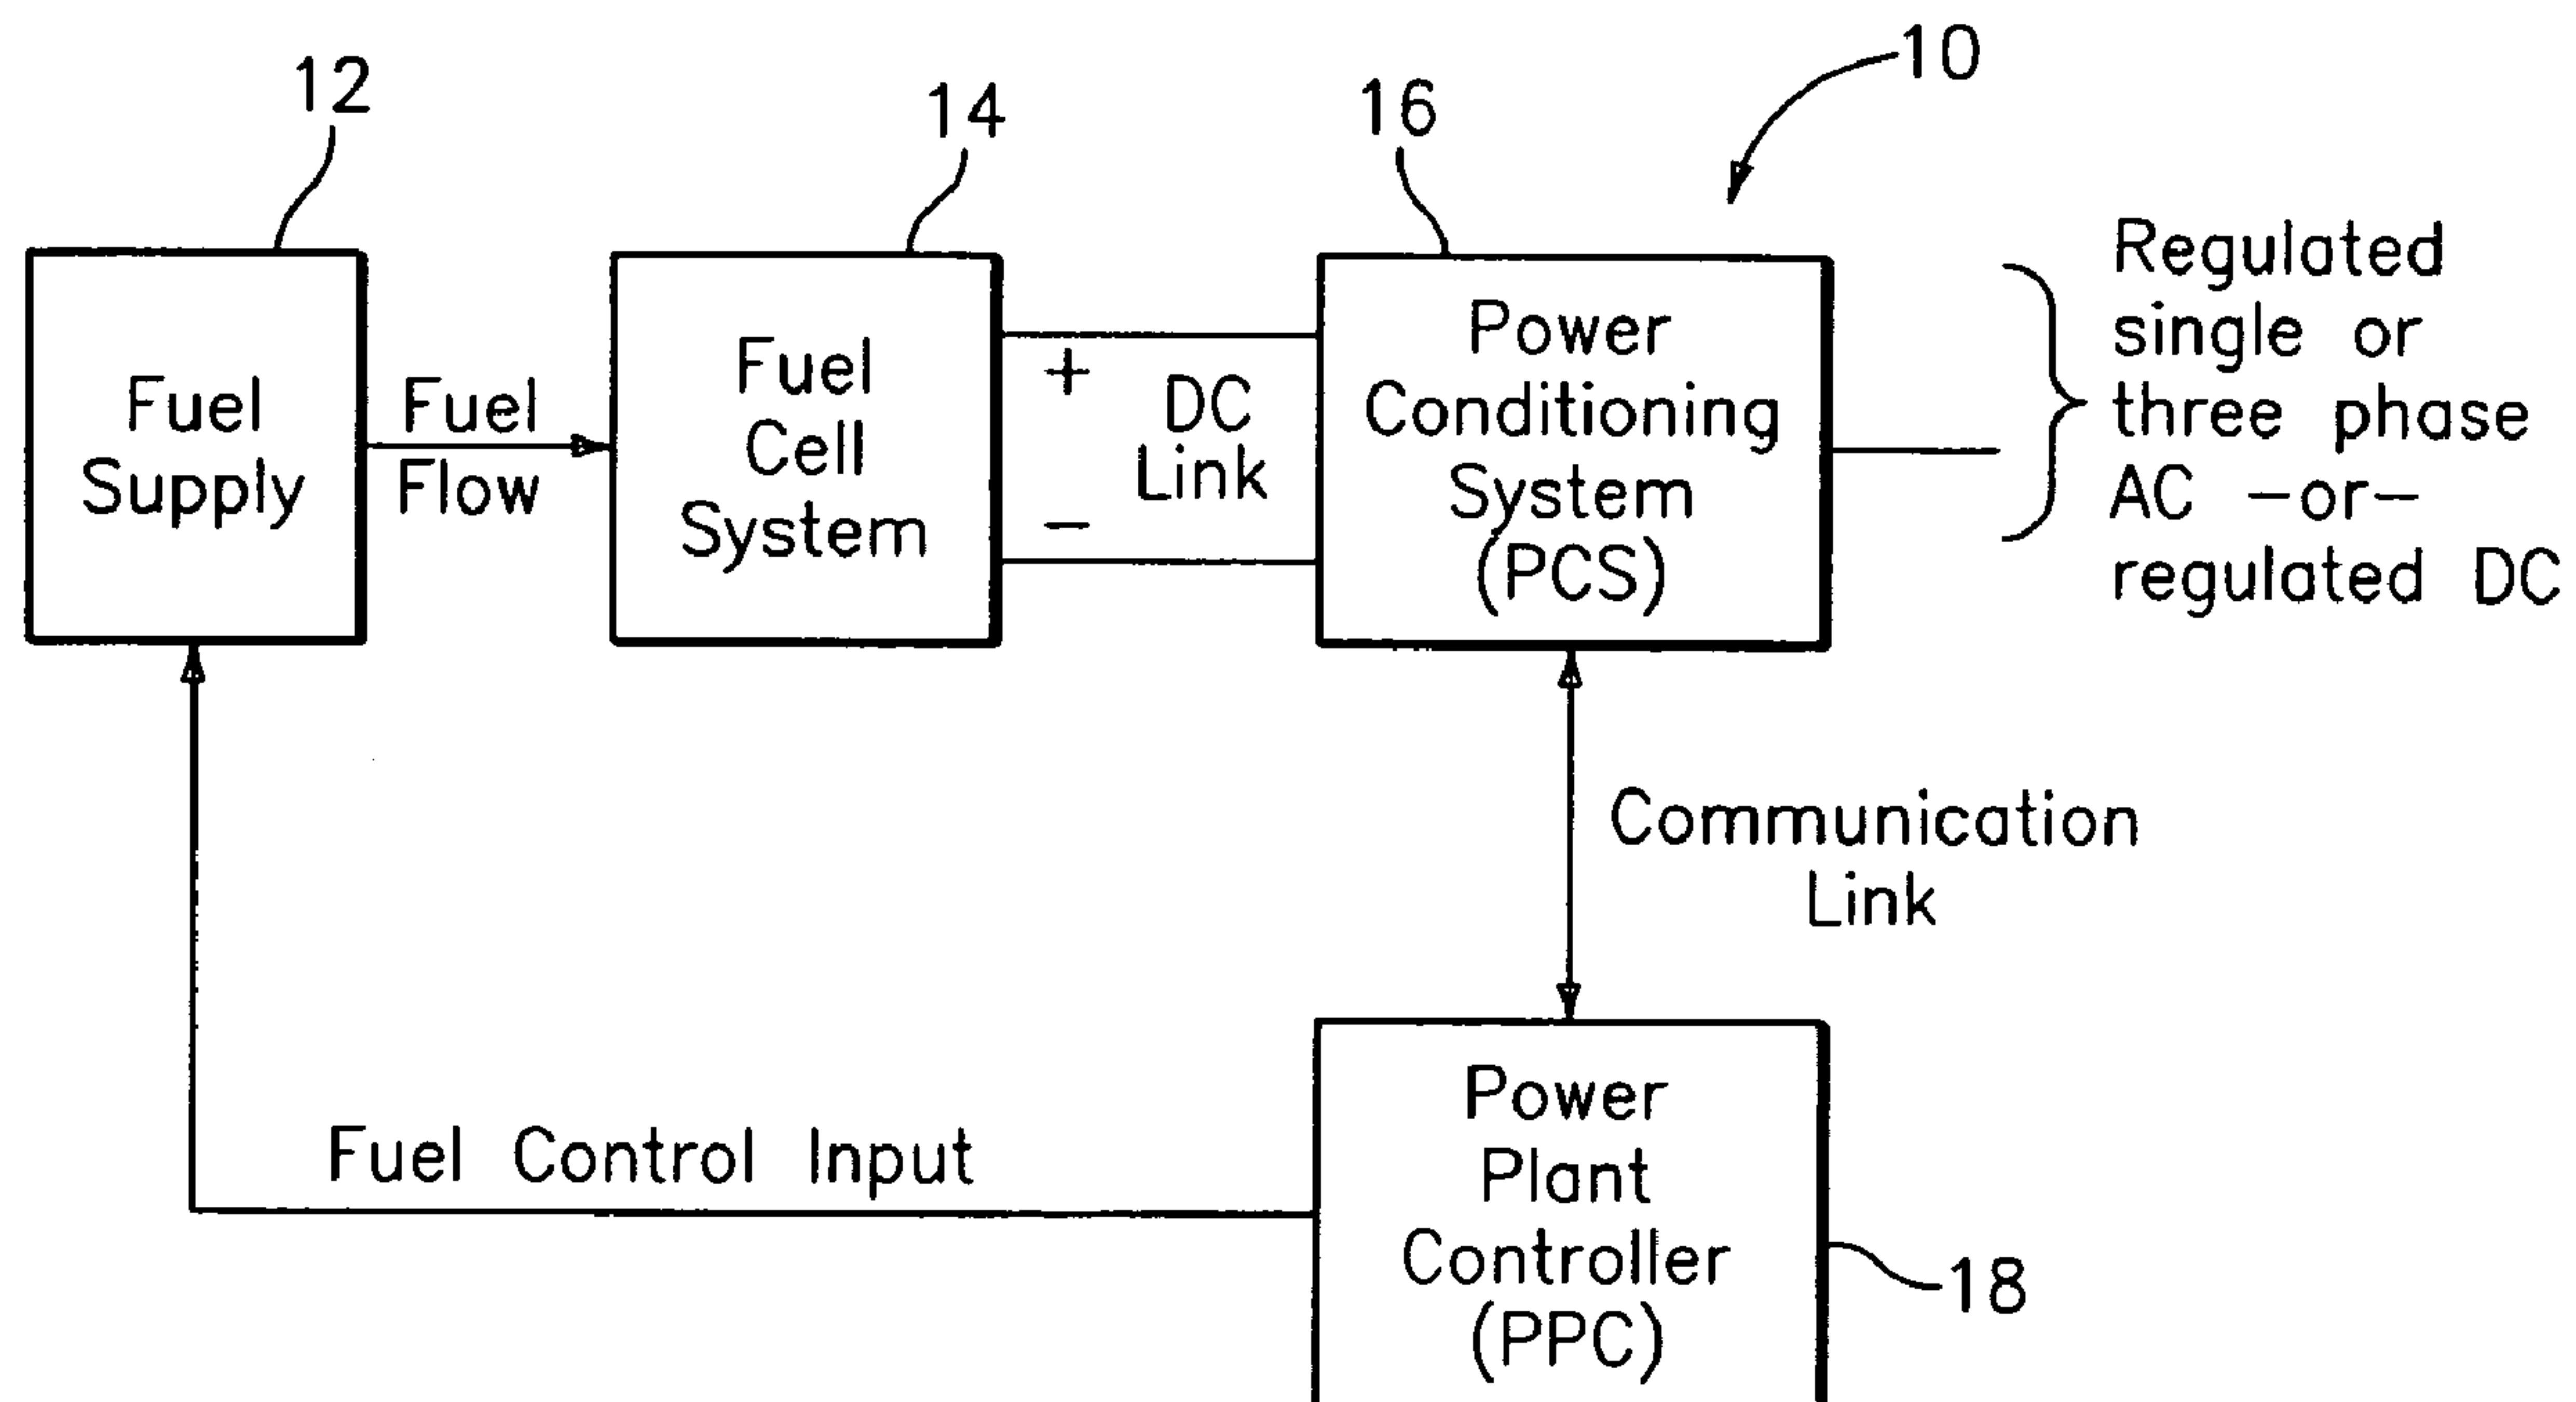 12
14
16
10
Fuel
Supply
Fuel
Flow
Fuel
Cell
System
+
DC
Link
−
Power
Conditioning
System
(PCS)
Regulated
single or
three phase
AC −or−
regulated DC
Communication
Link
Fuel Control Input
Power
Plant
Controller
(PPC)
18